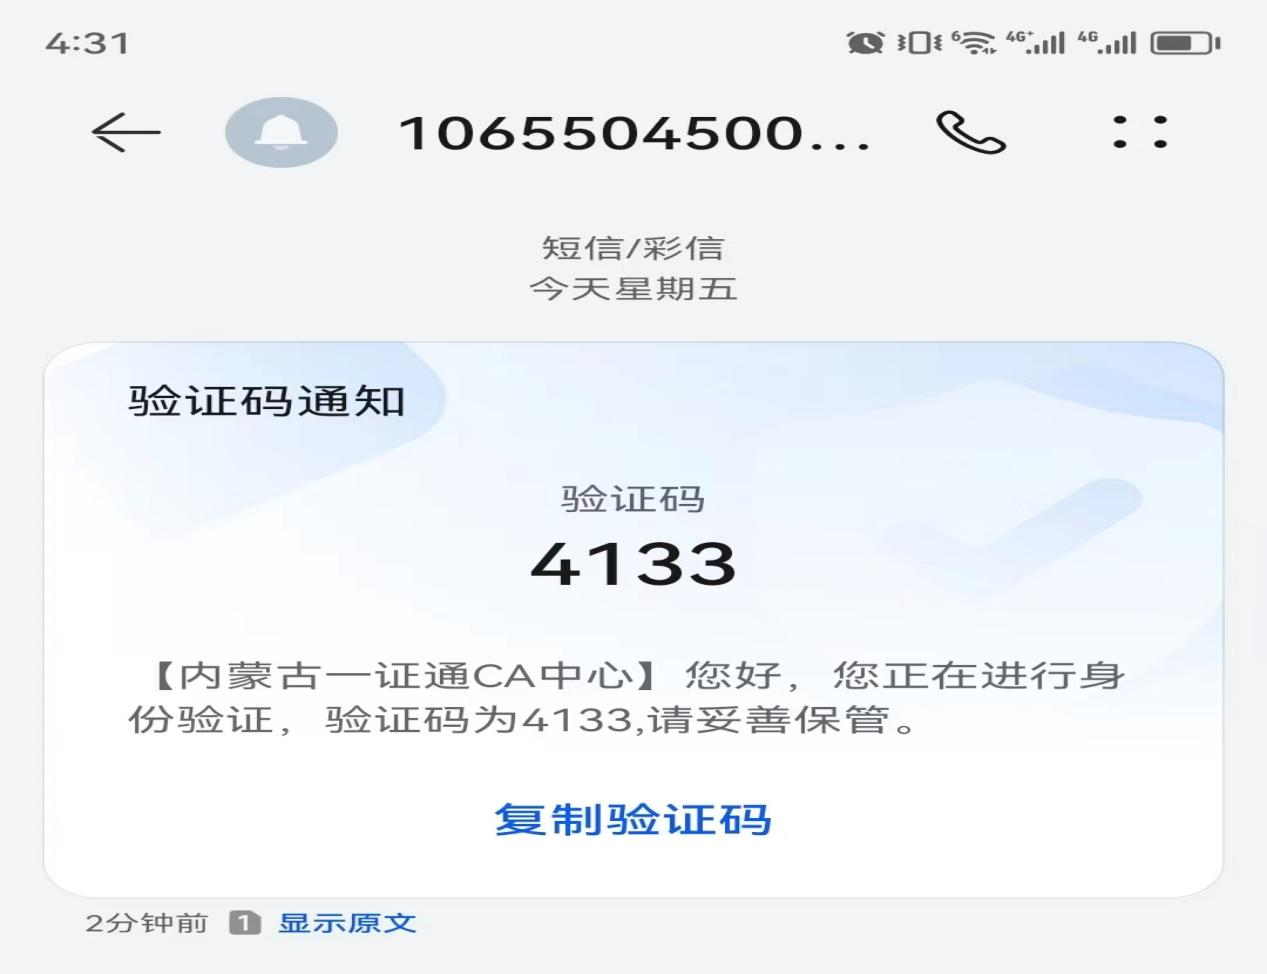 4:31
6 4G+ 4G
1065504500...
短信/彩信
今天星期五
验证码通知
验证码
4133
【内蒙古一证通CA中心】您好，您正在进行身
份验证，验证码为4133,请妥善保管。
复制验证码
2分钟前 1 显示原文